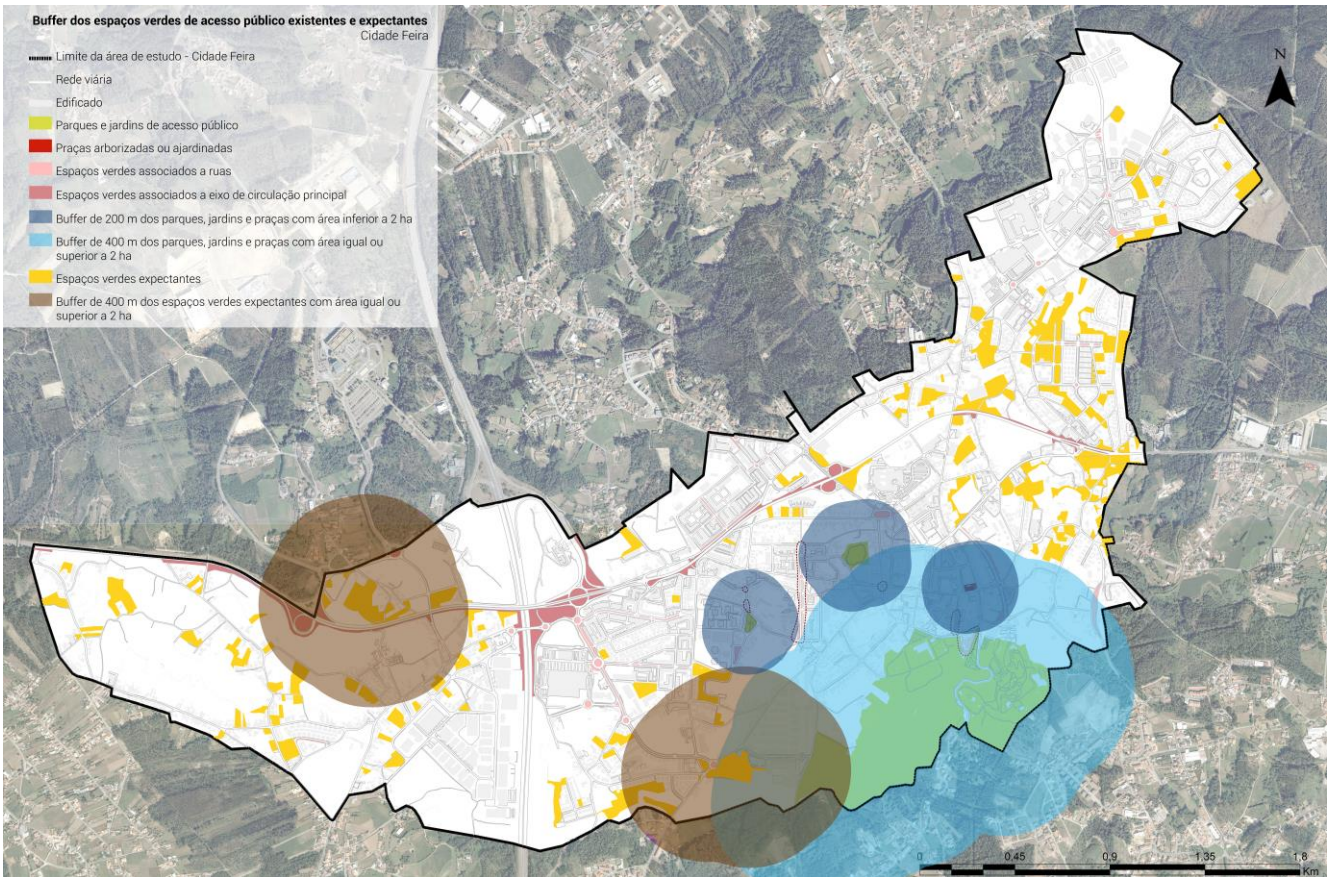 Buffer dos espaços verdes de acesso público existentes e expectantes
Cidade Feira
Limite da área de estudo - Cidade Feira
Rede viária
Edificado
Parques e jardins de acesso público
Praças arborizadas ou ajardinadas
Espaços verdes associados a ruas
Espaços verdes associados a eixo de circulação principal
Buffer de 200 m dos parques, jardins e praças com área inferior a 2 ha
Buffer de 400 m dos parques, jardins e praças com área igual ou
superior a 2 ha
Espaços verdes expectantes
Buffer de 400 m dos espaços verdes expectantes com área igual ou
superior a 2 ha
N
0 0,45 0,9 1,35 1,8
Km